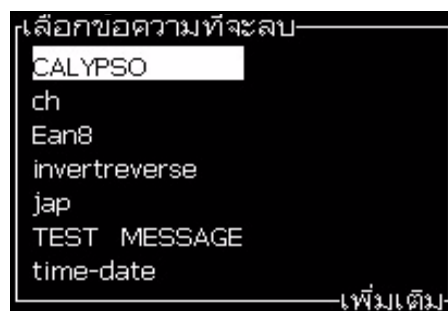 เลือกข้อความที่จะลบ
CALYPSO
ch
Ean8
invertreverse
jap
TEST MESSAGE
time-date
เพิ่มเติม